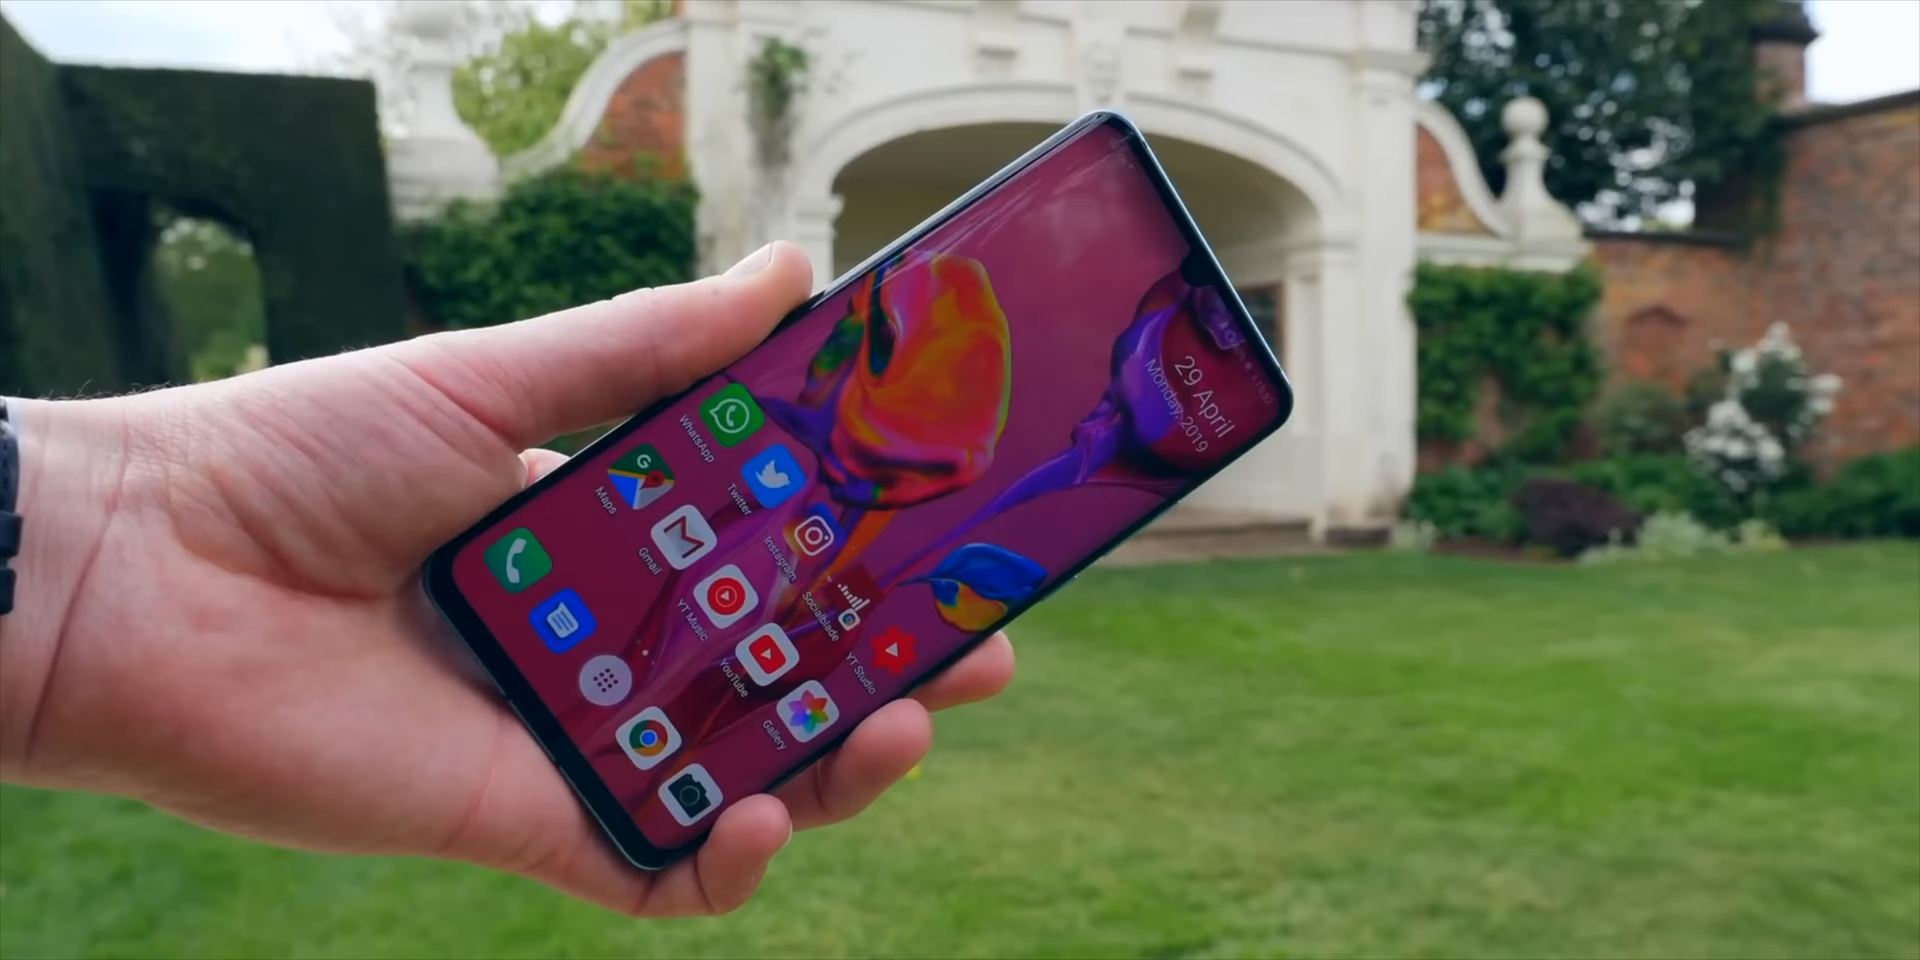 29 April
Monday, 2019
WhatsApp
Twitter
Instagram
Socialblade
YT Studio
Maps
Gmail
YT Music
YouTube
Gallery